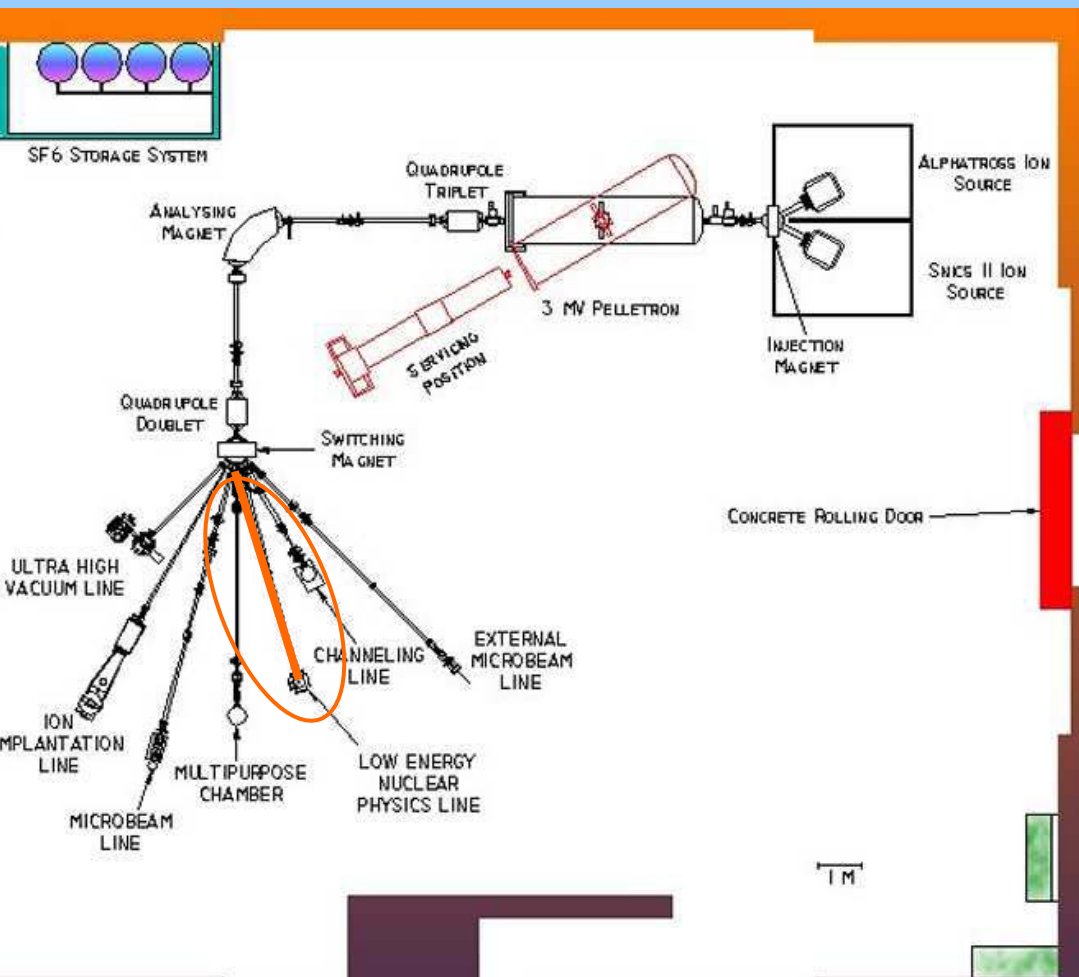 SF6 STORAGE SYSTEM
QUADRUPOLE
TRIPLET
ALPHATROSS ION
SOURCE
ANALYSING
MAGNET
SNICS II ION
SOURCE
3 MV PELLETRON
SERVICING
POSITION
INJECTION
MAGNET
QUADRUPOLE
DOUBLET
SWITCHING
MAGNET
CONCRETE ROLLING DOOR
ULTRA HIGH
VACUUM LINE
CHANNELING
LINE
EXTERNAL
MICROBEAM
LINE
ION
IMPLANTATION
LINE
MULTIPURPOSE
CHAMBER
LOW ENERGY
NUCLEAR
PHYSICS LINE
MICROBEAM
LINE
1 M